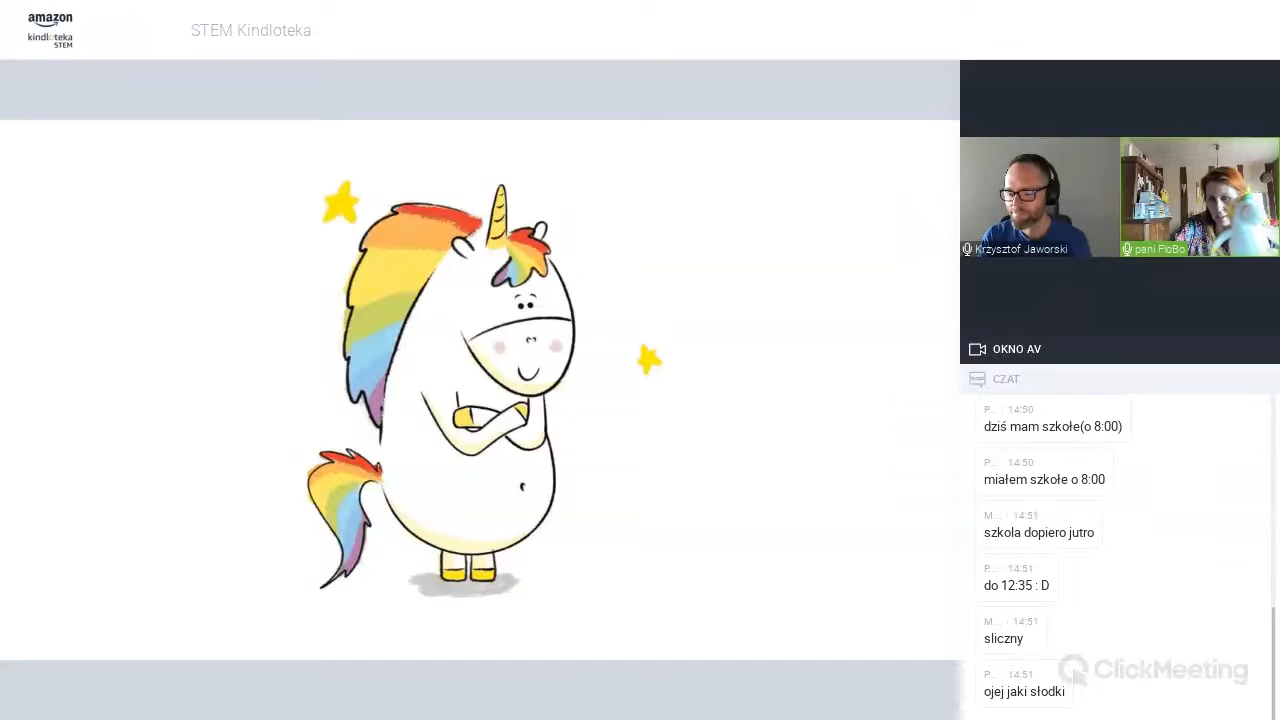 amazon
kindloteka
STEM
STEM Kindloteka
Krzysztof Jaworski
pani FloBo
OKNO AV
CZAT
P... 14:50
dziś mam szkołe(o 8:00)
P... 14:50
miałem szkołe o 8:00
M... 14:51
szkola dopiero jutro
P... 14:51
do 12:35 : D
M... 14:51
sliczny
P... 14:51
ojej jaki słodki
ClickMeeting